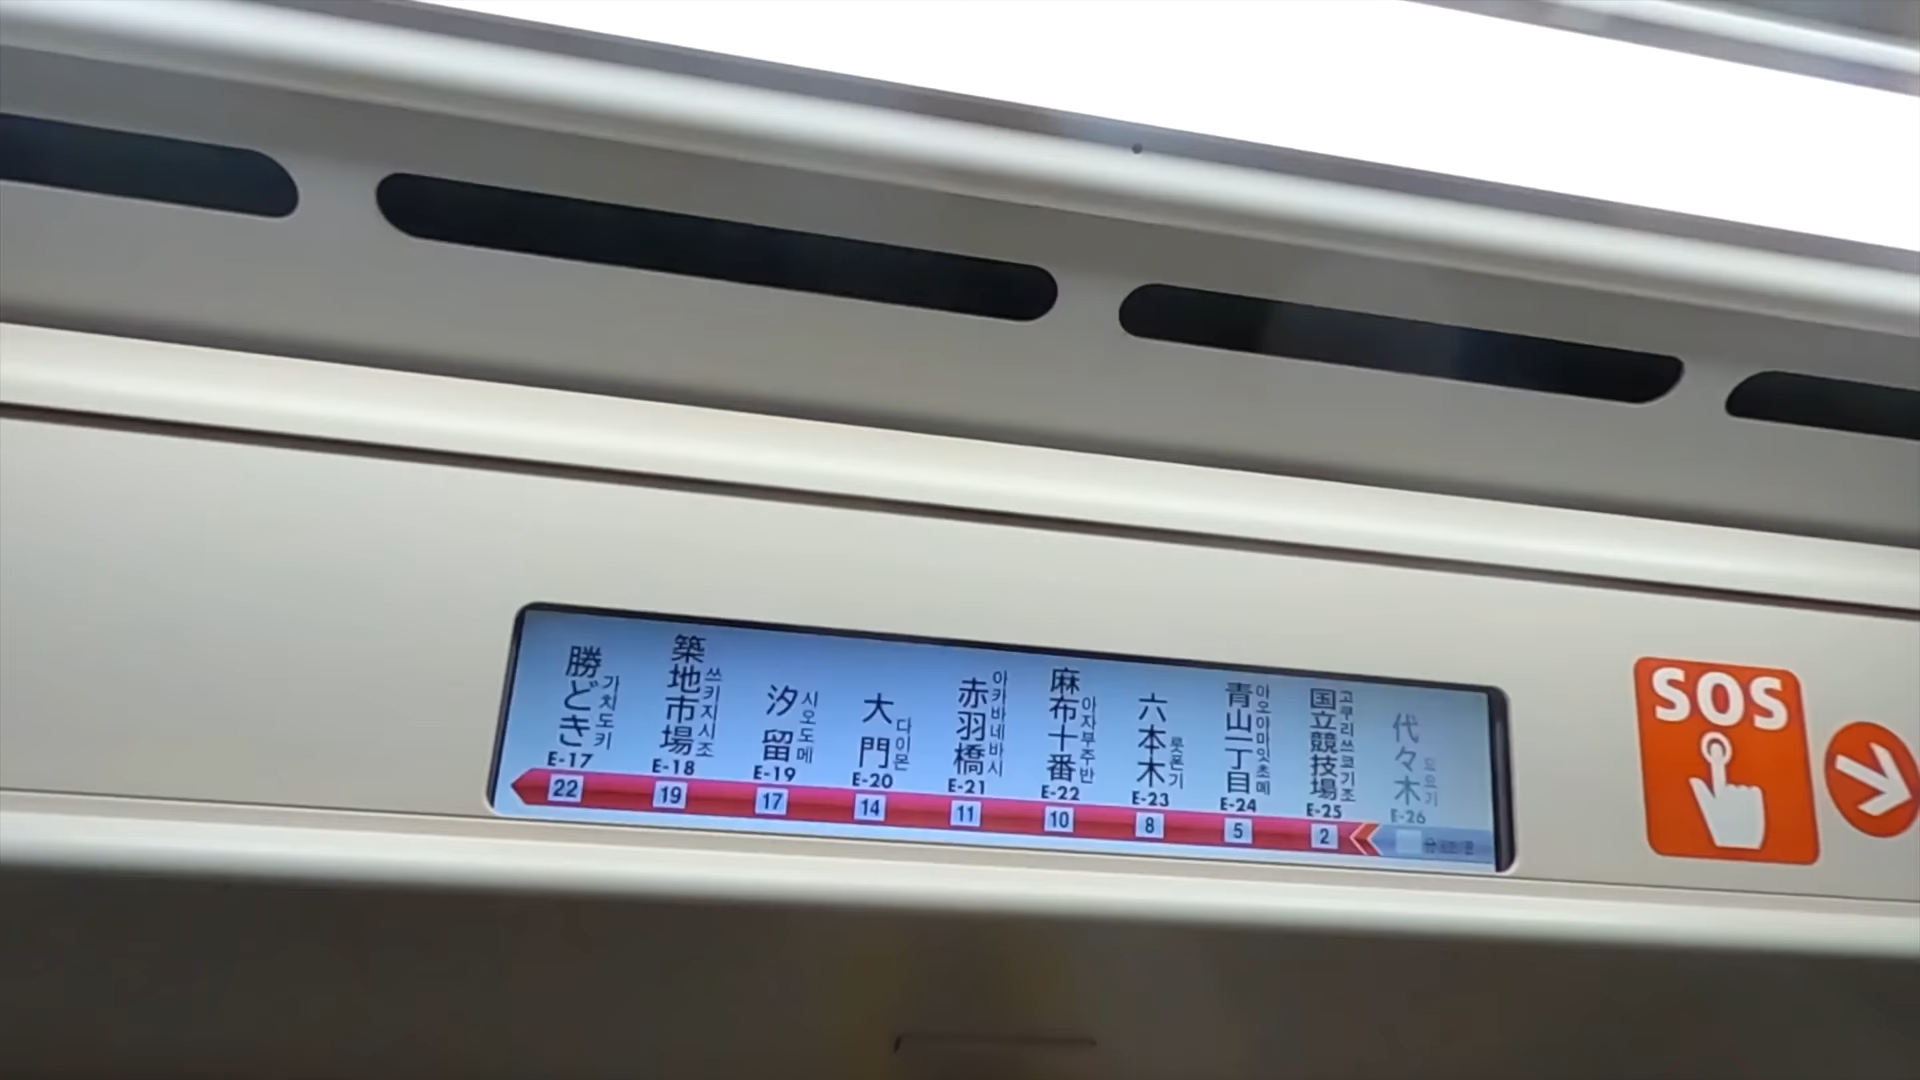 勝どき
가치도키
E-17
22
築地市場
쓰키지시조
E-18
19
汐留
시오도메
E-19
17
大門
다이몬
E-20
14
赤羽橋
아카바네바시
E-21
11
麻布十番
아자부주반
E-22
10
六本木
롯폰기
E-23
8
青山一丁目
아오야마잇초메
E-24
5
国立競技場
고쿠리쓰쿄기조
E-25
2
代々木
요요기
E-26
SOS